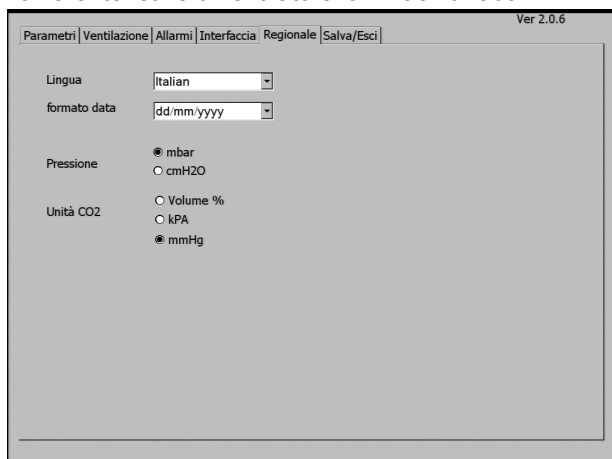 Ver 2.0.6
Parametri Ventilazione Allarmi Interfaccia Regionale Salva/Esci
Lingua Italian
formato data dd/mm/yyyy
Pressione
mbar
cmH2O
Unità CO2
Volume %
kPA
mmHg